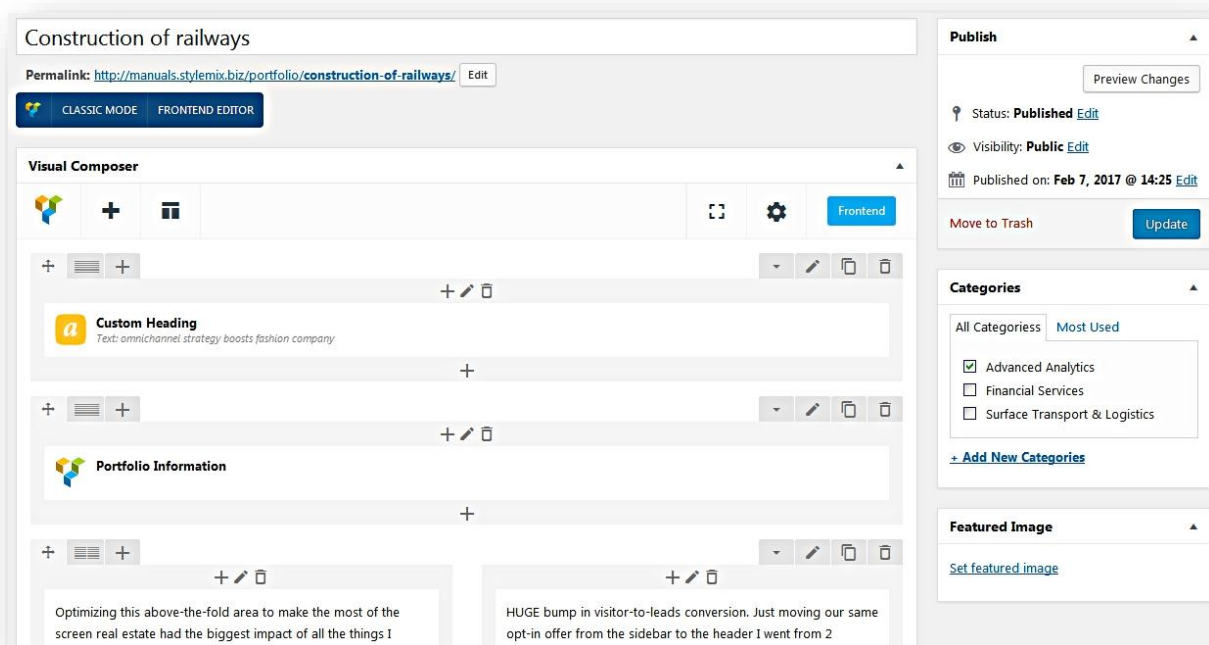 Construction of railways
Permalink: http://manuals.stylemix.biz/portfolio/construction-of-railways/ Edit
CLASSIC MODE FRONTEND EDITOR
Visual Composer
Frontend
Custom Heading
Text: omnichannel strategy boosts fashion company
Portfolio Information
Optimizing this above-the-fold area to make the most of the
screen real estate had the biggest impact of all the things I
HUGE bump in visitor-to-leads conversion. Just moving our same
opt-in offer from the sidebar to the header I went from 2
Publish
Preview Changes
Status: Published Edit
Visibility: Public Edit
Published on: Feb 7, 2017 @ 14:25 Edit
Move to Trash Update
Categories
All Categoriess Most Used
Advanced Analytics
Financial Services
Surface Transport & Logistics
+ Add New Categories
Featured Image
Set featured image